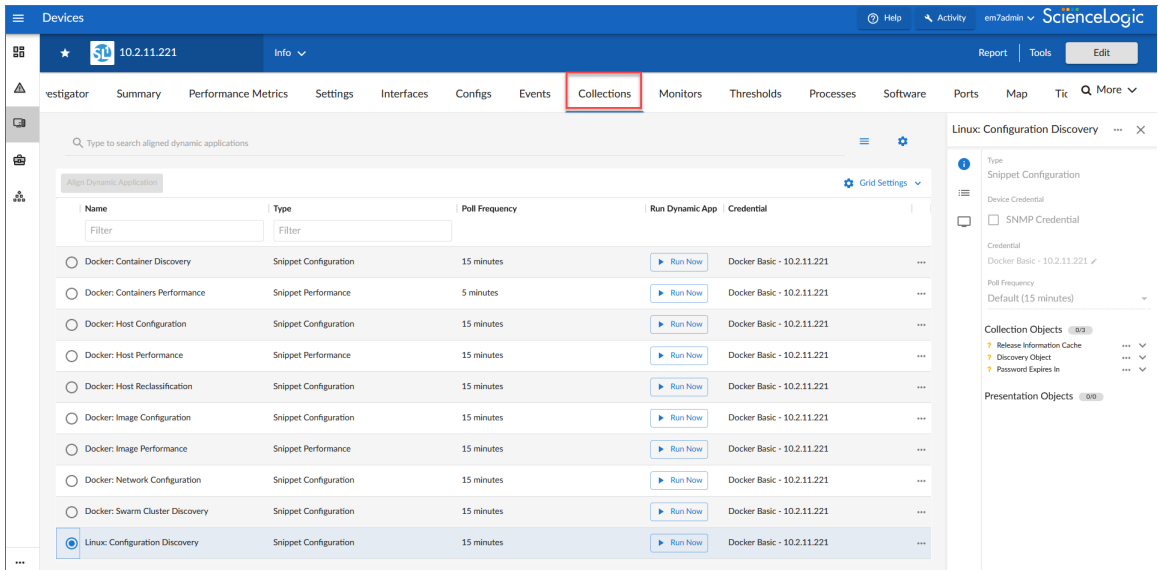 Devices
Help
Activity
em7admin
ScienceLogic
10.2.11.221
Info
Report
Tools
Edit
estigator
Summary
Performance Metrics
Settings
Interfaces
Configs
Events
Collections
Monitors
Thresholds
Processes
Software
Ports
Map
Tic
More
Type to search aligned dynamic applications
Align Dynamic Application
Grid Settings
Name Type Poll Frequency Run Dynamic App Credential
Filter Filter
Docker: Container Discovery Snippet Configuration 15 minutes Run Now Docker Basic - 10.2.11.221 ...
Docker: Containers Performance Snippet Performance 5 minutes Run Now Docker Basic - 10.2.11.221 ...
Docker: Host Configuration Snippet Configuration 15 minutes Run Now Docker Basic - 10.2.11.221 ...
Docker: Host Performance Snippet Performance 15 minutes Run Now Docker Basic - 10.2.11.221 ...
Docker: Host Reclassification Snippet Configuration 15 minutes Run Now Docker Basic - 10.2.11.221 ...
Docker: Image Configuration Snippet Configuration 15 minutes Run Now Docker Basic - 10.2.11.221 ...
Docker: Image Performance Snippet Performance 15 minutes Run Now Docker Basic - 10.2.11.221 ...
Docker: Network Configuration Snippet Configuration 15 minutes Run Now Docker Basic - 10.2.11.221 ...
Docker: Swarm Cluster Discovery Snippet Configuration 15 minutes Run Now Docker Basic - 10.2.11.221 ...
Linux: Configuration Discovery Snippet Configuration 15 minutes Run Now Docker Basic - 10.2.11.221 ...
Linux: Configuration Discovery ...
Type
Snippet Configuration
Device Credential
SNMP Credential
Credential
Docker Basic - 10.2.11.221
Poll Frequency
Default (15 minutes)
Collection Objects 0/3
? Release Information Cache ...
? Discovery Object ...
? Password Expires In ...
Presentation Objects 0/0